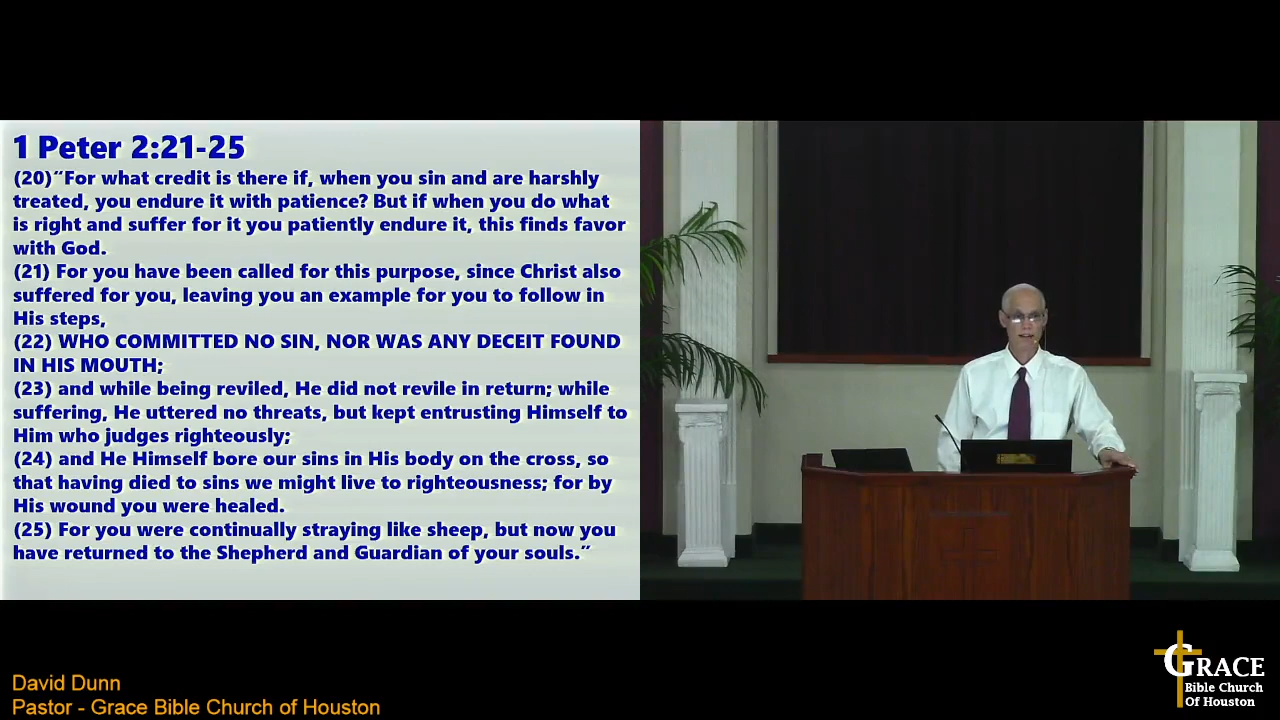 1 Peter 2:21-25
(20)“For what credit is there if, when you sin and are harshly
treated, you endure it with patience? But if when you do what
is right and suffer for it you patiently endure it, this finds favor
with God.
(21) For you have been called for this purpose, since Christ also
suffered for you, leaving you an example for you to follow in
His steps,
(22) WHO COMMITTED NO SIN, NOR WAS ANY DECEIT FOUND
IN HIS MOUTH;
(23) and while being reviled, He did not revile in return; while
suffering, He uttered no threats, but kept entrusting Himself to
Him who judges righteously;
(24) and He Himself bore our sins in His body on the cross, so
that having died to sins we might live to righteousness; for by
His wound you were healed.
(25) For you were continually straying like sheep, but now you
have returned to the Shepherd and Guardian of your souls.”
David Dunn
Pastor - Grace Bible Church of Houston
GRACE
Bible Church
Of Houston